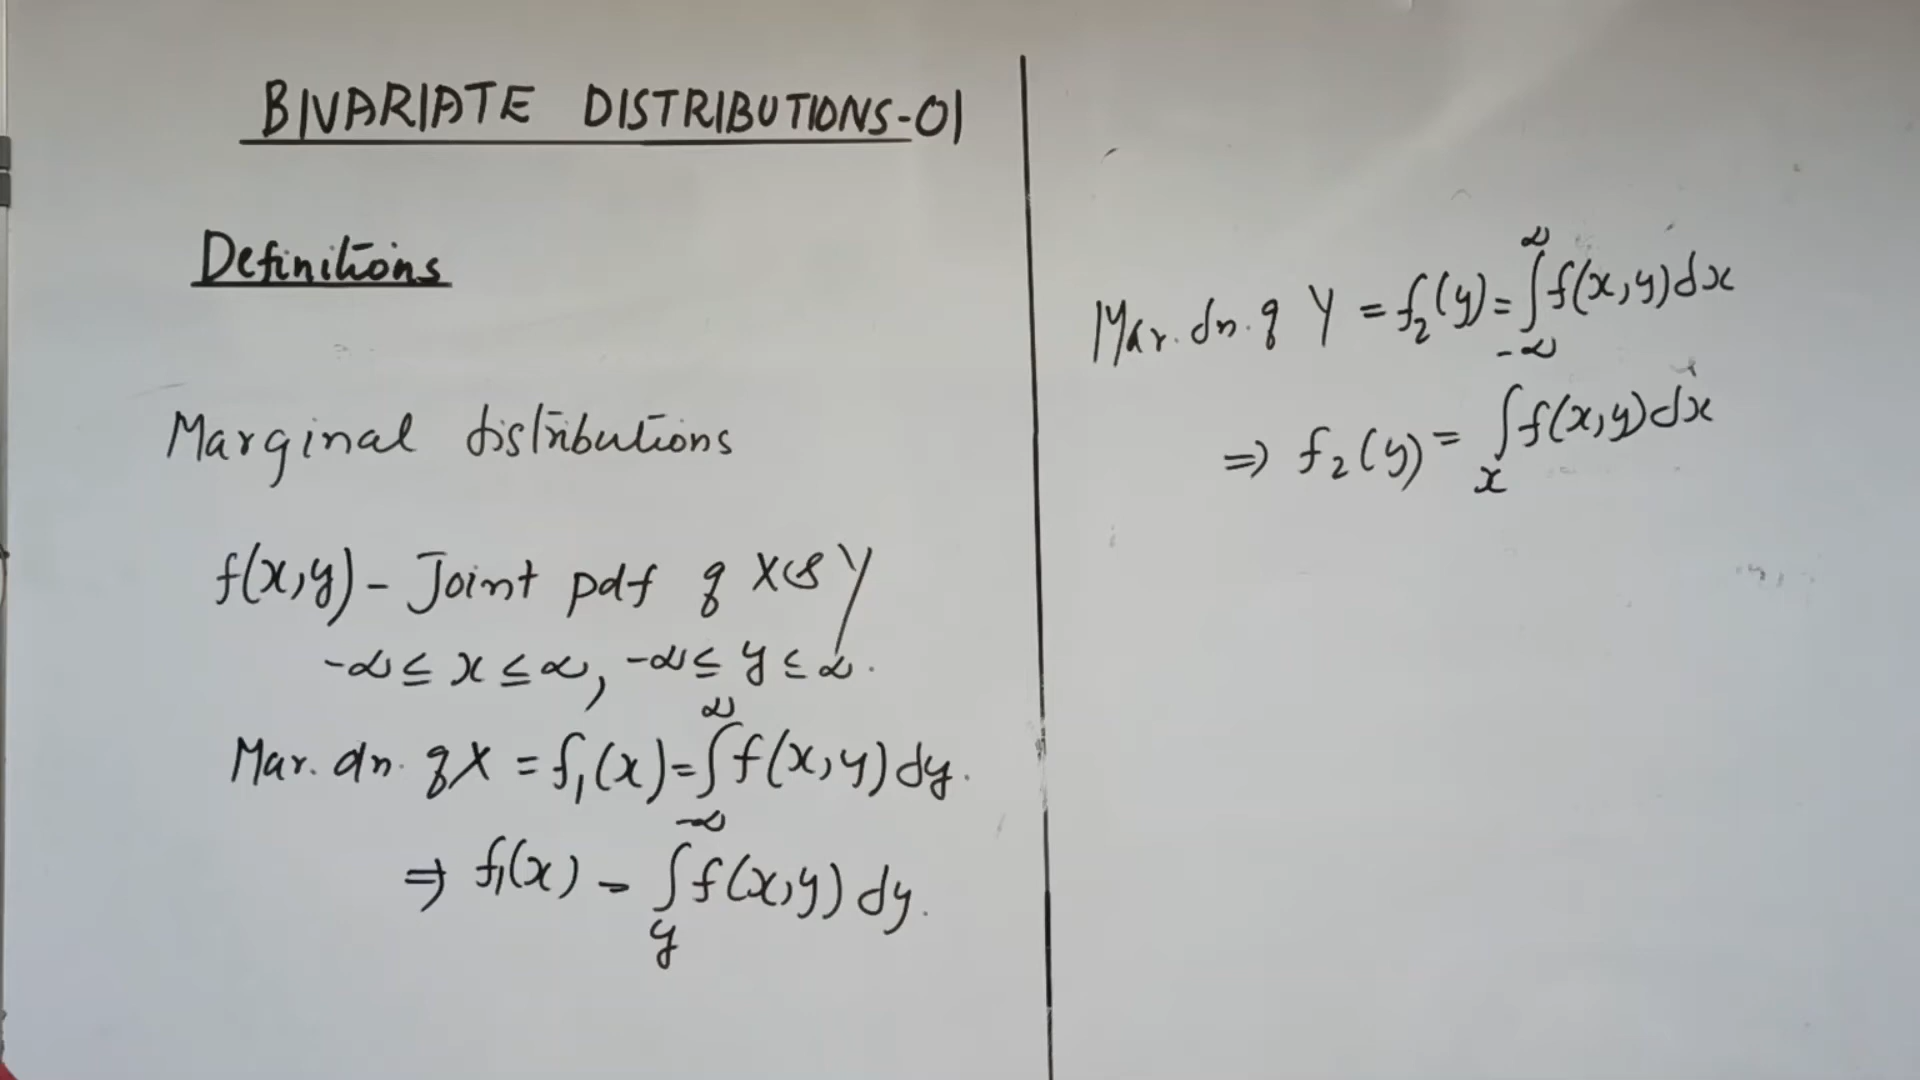 BIVARIATE DISTRIBUTIONS-01
Definitions
Marginal distributions
f(x,y) - Joint pdf of X & Y
-∞ ≤ x ≤ ∞, -∞ ≤ y ≤ ∞.
Mar. dn. of X = f₁(x) = ∫_{-∞}^{∞} f(x,y) dy.
⇒ f₁(x) = ∫_y f(x,y) dy.
Mar. dn. of Y = f₂(y) = ∫_{-∞}^{∞} f(x,y) dx
⇒ f₂(y) = ∫_x f(x,y) dx